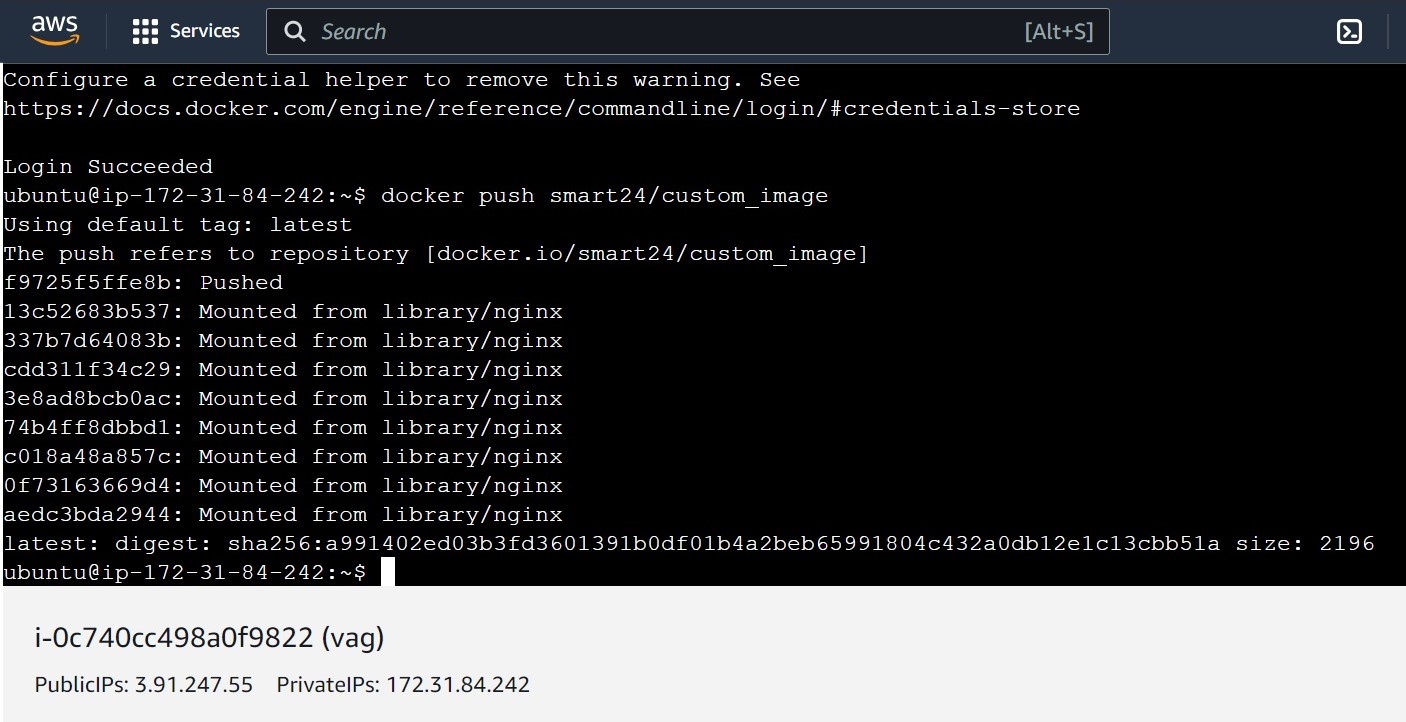 aws
Services
Search
[Alt+S]
Configure a credential helper to remove this warning. See
https://docs.docker.com/engine/reference/commandline/login/#credentials-store
Login Succeeded
ubuntu@ip-172-31-84-242:~$ docker push smart24/custom_image
Using default tag: latest
The push refers to repository [docker.io/smart24/custom_image]
f9725f5ffe8b: Pushed
13c52683b537: Mounted from library/nginx
337b7d64083b: Mounted from library/nginx
cdd311f34c29: Mounted from library/nginx
3e8ad8bcb0ac: Mounted from library/nginx
74b4ff8dbbd1: Mounted from library/nginx
c018a48a857c: Mounted from library/nginx
0f73163669d4: Mounted from library/nginx
aedc3bda2944: Mounted from library/nginx
latest: digest: sha256:a991402ed03b3fd3601391b0df01b4a2beb65991804c432a0db12e1c13cbb51a size: 2196
ubuntu@ip-172-31-84-242:~$
i-0c740cc498a0f9822 (vag)
PublicIPs: 3.91.247.55 PrivateIPs: 172.31.84.242